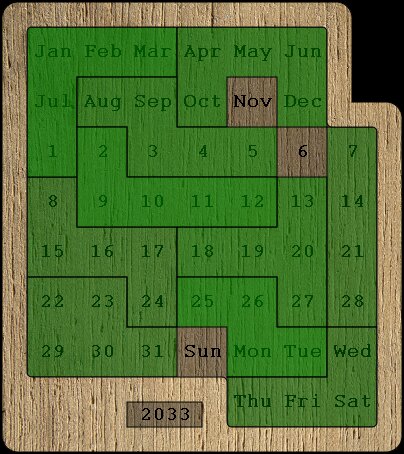 Jan Feb Mar Apr May Jun
Jul Aug Sep Oct Nov Dec
1 2 3 4 5 6 7
8 9 10 11 12 13 14
15 16 17 18 19 20 21
22 23 24 25 26 27 28
29 30 31 Sun Mon Tue Wed
Thu Fri Sat
2033